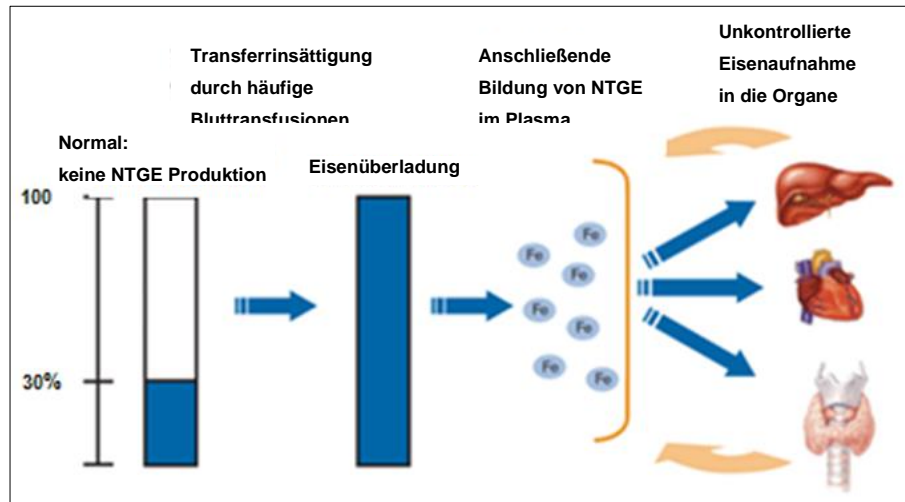 Transferrinsättigung
durch häufige
Bluttransfusionen
Anschließende
Bildung von NTGE
im Plasma
Unkontrollierte
Eisenaufnahme
in die Organe
Normal:
keine NTGE Produktion
Eisenüberladung
100
30%
Fe
Fe
Fe
Fe
Fe
Fe
Fe